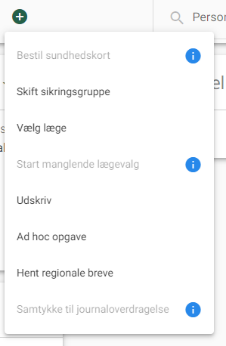 Person
Bestil sundhedskort
Skift sikringsgruppe
Vælg læge
Start manglende lægevalg
Udskriv
Ad hoc opgave
Hent regionale breve
Samtykke til journaloverdragelse